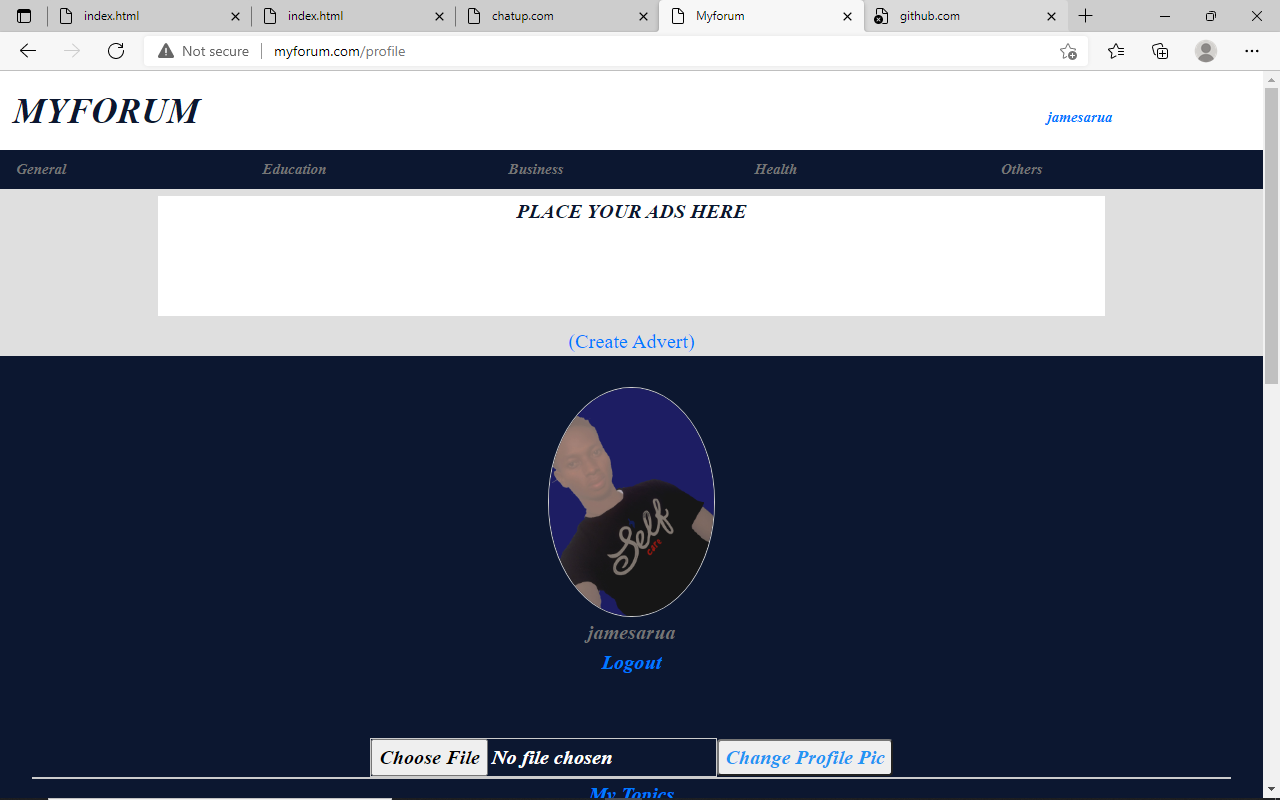 index.html
index.html
chatup.com
Myforum
github.com
Not secure
myforum.com/profile
MYFORUM
jamesarua
General
Education
Business
Health
Others
PLACE YOUR ADS HERE
(Create Advert)
Self
care
jamesarua
Logout
Choose File
No file chosen
Change Profile Pic
My Topics